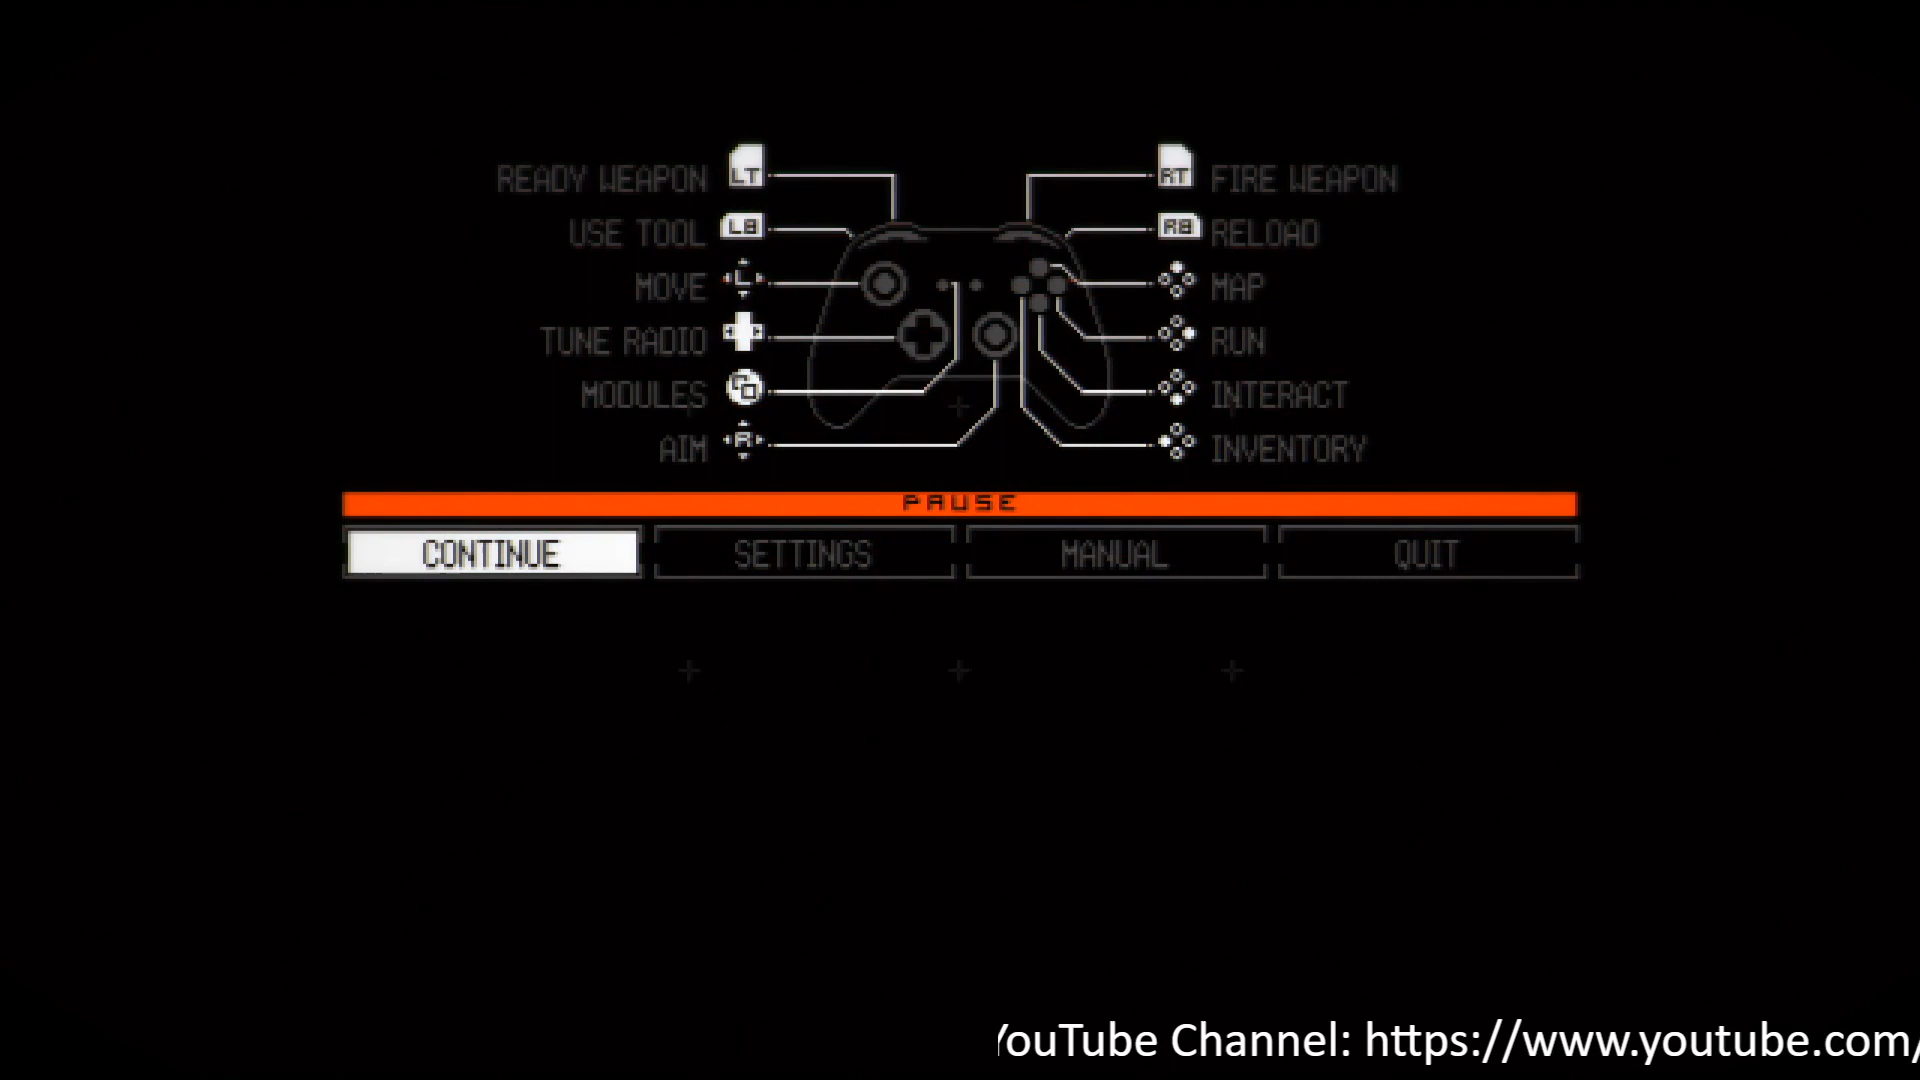 READY WEAPON LT RT FIRE WEAPON
USE TOOL LB RB RELOAD
MOVE L MAP
TUNE RADIO RUN
MODULES INTERACT
AIM R INVENTORY
PAUSE
CONTINUE SETTINGS MANUAL QUIT
YouTube Channel: https://www.youtube.com/